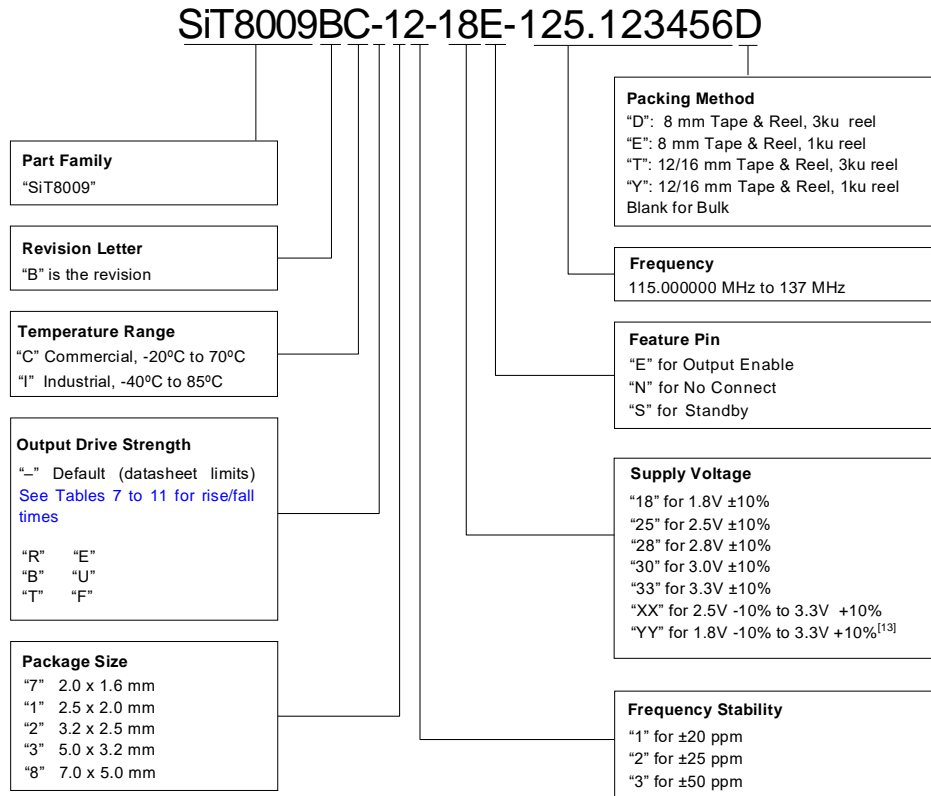 SiT8009BC-12-18E-125.123456D
Part Family
“SiT8009”
Revision Letter
“B” is the revision
Temperature Range
“C” Commercial, -20ºC to 70ºC
“I” Industrial, -40ºC to 85ºC
Output Drive Strength
“–” Default (datasheet limits)
See Tables 7 to 11 for rise/fall
times
“R” “E”
“B” “U”
“T” “F”
Package Size
“7” 2.0 x 1.6 mm
“1” 2.5 x 2.0 mm
“2” 3.2 x 2.5 mm
“3” 5.0 x 3.2 mm
“8” 7.0 x 5.0 mm
Packing Method
“D”: 8 mm Tape & Reel, 3ku reel
“E”: 8 mm Tape & Reel, 1ku reel
“T”: 12/16 mm Tape & Reel, 3ku reel
“Y”: 12/16 mm Tape & Reel, 1ku reel
Blank for Bulk
Frequency
115.000000 MHz to 137 MHz
Feature Pin
“E” for Output Enable
“N” for No Connect
“S” for Standby
Supply Voltage
“18” for 1.8V ±10%
“25” for 2.5V ±10%
“28” for 2.8V ±10%
“30” for 3.0V ±10%
“33” for 3.3V ±10%
“XX” for 2.5V -10% to 3.3V +10%
“YY” for 1.8V -10% to 3.3V +10%[13]
Frequency Stability
“1” for ±20 ppm
“2” for ±25 ppm
“3” for ±50 ppm